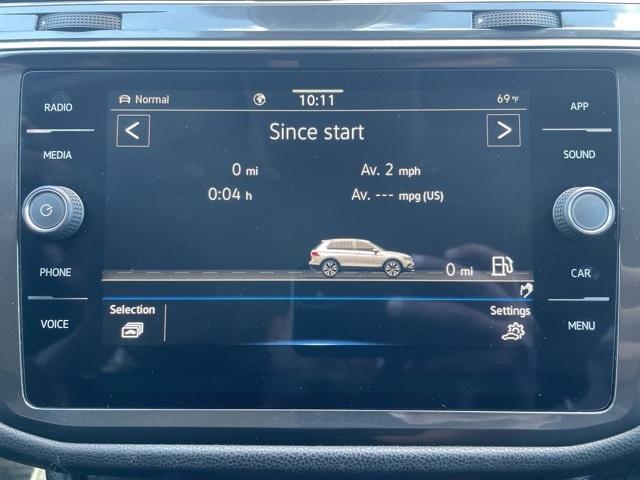 Normal 10:11 69 °F
RADIO APP
Since start
MEDIA SOUND
0 mi Av. 2 mph
0:04 h Av. --- mpg (US)
PHONE 0 mi CAR
Selection Settings
VOICE MENU